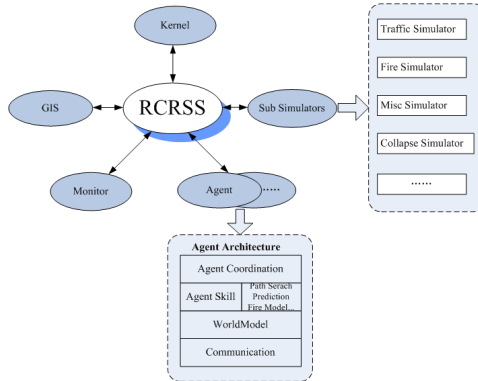 Kernel
Traffic Simulator
Fire Simulator
GIS
RCRSS
Sub Simulators
Misc Simulator
Collapse Simulator
Monitor
Agent
......
......
Agent Architecture
Agent Coordination
Agent Skill
Path Serach
Prediction
Fire Model...
WorldModel
Communication